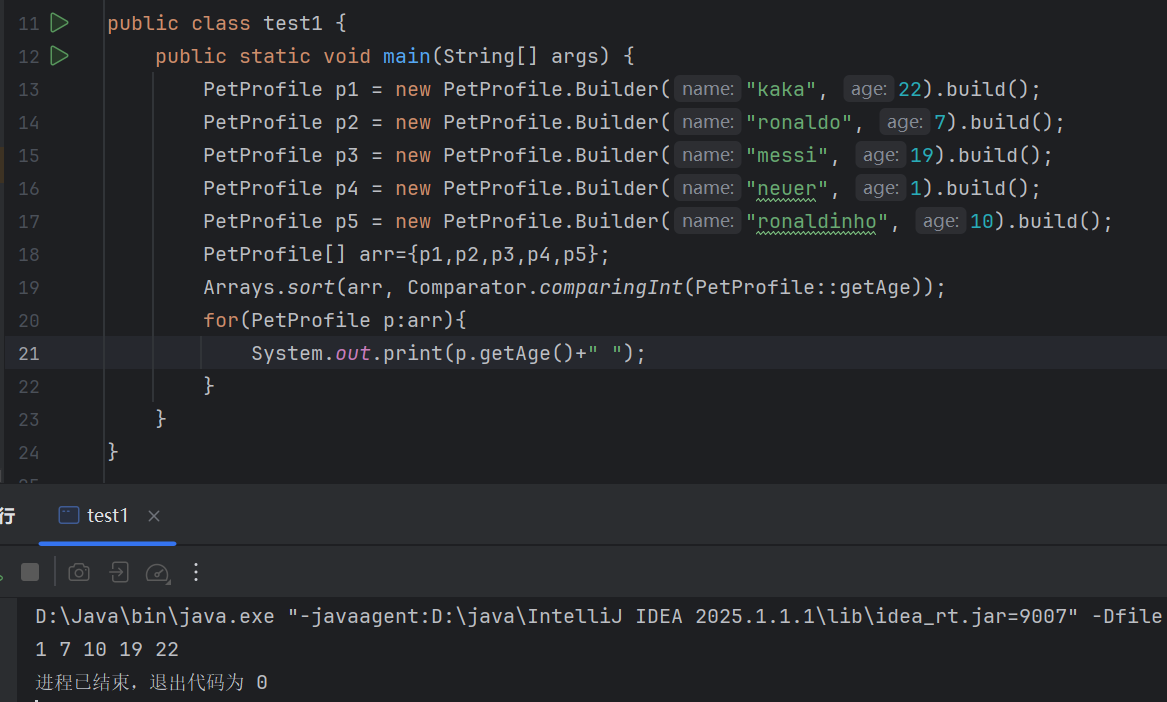 11 public class test1 {
12 public static void main(String[] args) {
13 PetProfile p1 = new PetProfile.Builder( name: "kaka", age: 22).build();
14 PetProfile p2 = new PetProfile.Builder( name: "ronaldo", age: 7).build();
15 PetProfile p3 = new PetProfile.Builder( name: "messi", age: 19).build();
16 PetProfile p4 = new PetProfile.Builder( name: "neuer", age: 1).build();
17 PetProfile p5 = new PetProfile.Builder( name: "ronaldinho", age: 10).build();
18 PetProfile[] arr={p1,p2,p3,p4,p5};
19 Arrays.sort(arr, Comparator.comparingInt(PetProfile::getAge));
20 for(PetProfile p:arr){
21 System.out.print(p.getAge()+" ");
22 }
23 }
24 }
行 test1
D:\Java\bin\java.exe "-javaagent:D:\java\IntelliJ IDEA 2025.1.1.1\lib\idea_rt.jar=9007" -Dfile
1 7 10 19 22
进程已结束，退出代码为 0